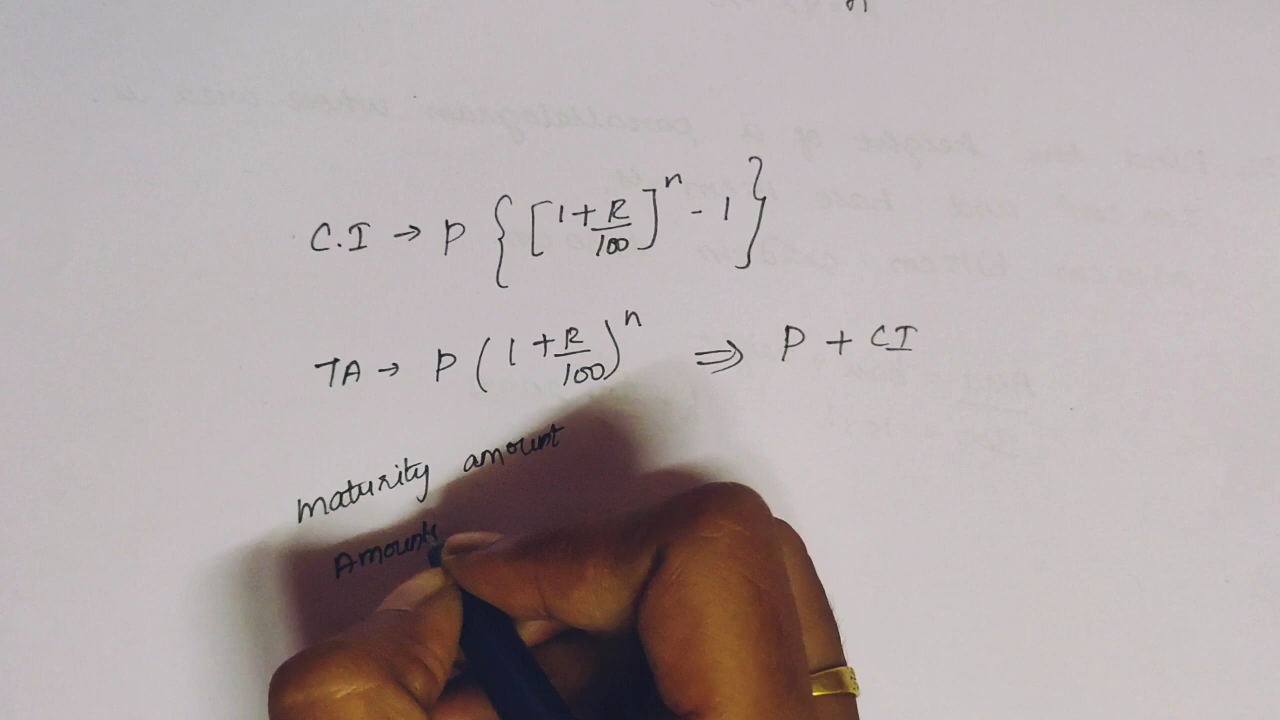 C.I → P { [1+R/100]^n - 1 }
TA → P (1+R/100)^n ⇒ P + CI
maturity amount
Amount